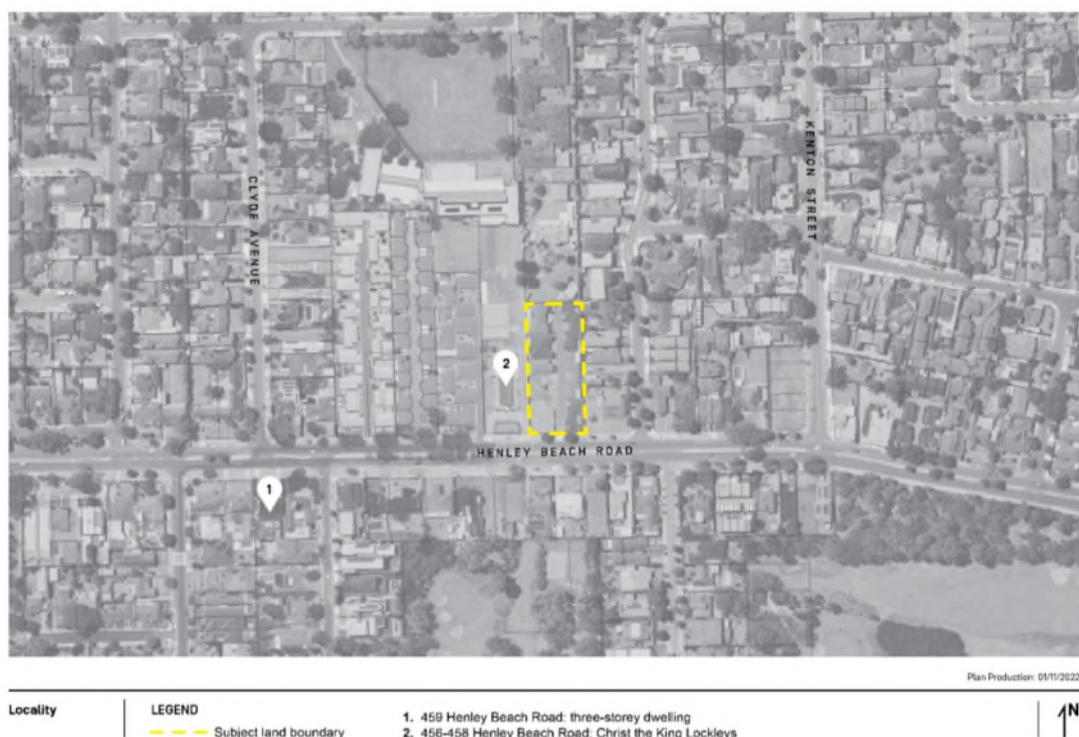 CLYDE AVENUE
KENTON STREET
2
HENLEY BEACH ROAD
1
Plan Production: 01/11/2022
Locality
LEGEND
Subject land boundary
1. 459 Henley Beach Road: three-storey dwelling
2. 456-458 Henley Beach Road: Christ the King Lockleys
N